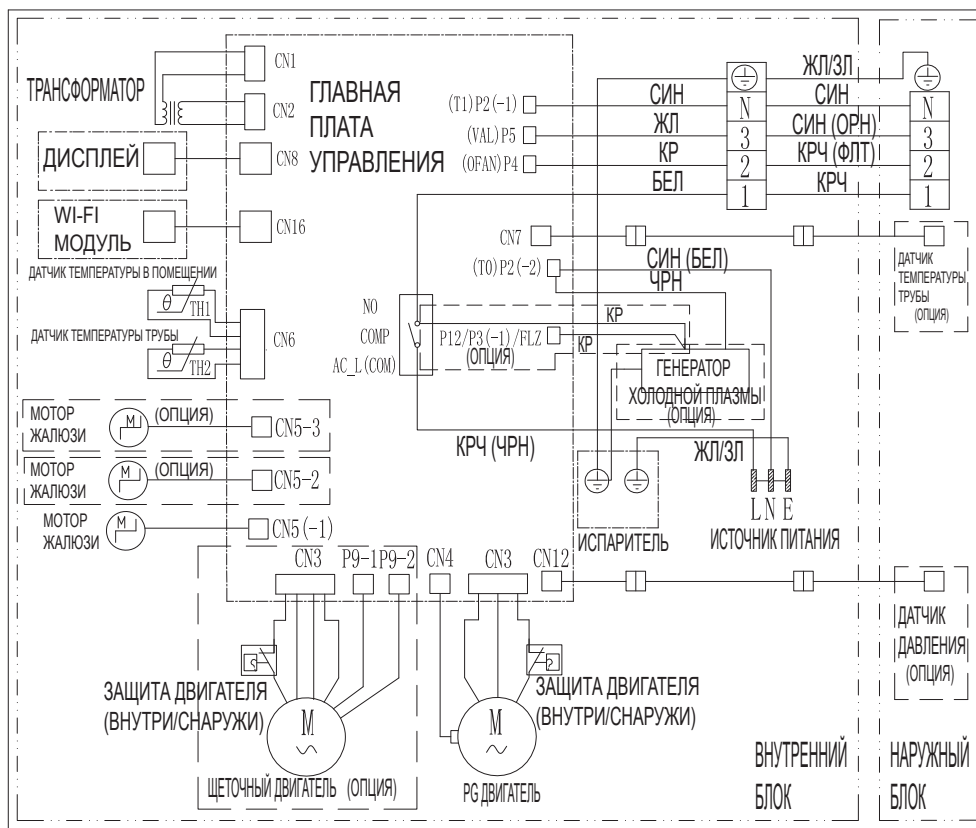 ТРАНСФОРМАТОР
CN1
CN2
ГЛАВНАЯ
ПЛАТА
УПРАВЛЕНИЯ
ДИСПЛЕЙ
CN8
WI-FI
МОДУЛЬ
CN16
ДАТЧИК ТЕМПЕРАТУРЫ В ПОМЕЩЕНИИ
θ
TH1
ДАТЧИК ТЕМПЕРАТУРЫ ТРУБЫ
θ
TH2
CN6
(T1)P2(-1)
(VAL)P5
(OFAN)P4
СИН
ЖЛ
КР
БЕЛ
N
3
2
1
ЖЛ/ЗЛ
СИН
СИН (ОРН)
КРЧ (ФЛТ)
КРЧ
N
3
2
1
CN7
(T0)P2(-2)
СИН (БЕЛ)
ЧРН
ДАТЧИК
ТЕМПЕРАТУРЫ
ТРУБЫ
(ОПЦИЯ)
NO
COMP
AC_L(COM)
КР
P12/P3(-1)/FLZ
(ОПЦИЯ)
КР
ГЕНЕРАТОР
ХОЛОДНОЙ ПЛАЗМЫ
(ОПЦИЯ)
МОТОР
ЖАЛЮЗИ
M
(ОПЦИЯ)
CN5-3
МОТОР
ЖАЛЮЗИ
M
(ОПЦИЯ)
CN5-2
МОТОР
ЖАЛЮЗИ
M
CN5(-1)
КРЧ (ЧРН)
ЖЛ/ЗЛ
ИСПАРИТЕЛЬ
L N E
ИСТОЧНИК ПИТАНИЯ
CN3
P9-1
P9-2
CN4
CN3
CN12
ДАТЧИК
ДАВЛЕНИЯ
(ОПЦИЯ)
ЗАЩИТА ДВИГАТЕЛЯ
(ВНУТРИ/СНАРУЖИ)
M
ЩЕТОЧНЫЙ ДВИГАТЕЛЬ (ОПЦИЯ)
ЗАЩИТА ДВИГАТЕЛЯ
(ВНУТРИ/СНАРУЖИ)
M
PG ДВИГАТЕЛЬ
ВНУТРЕННИЙ
БЛОК
НАРУЖНЫЙ
БЛОК